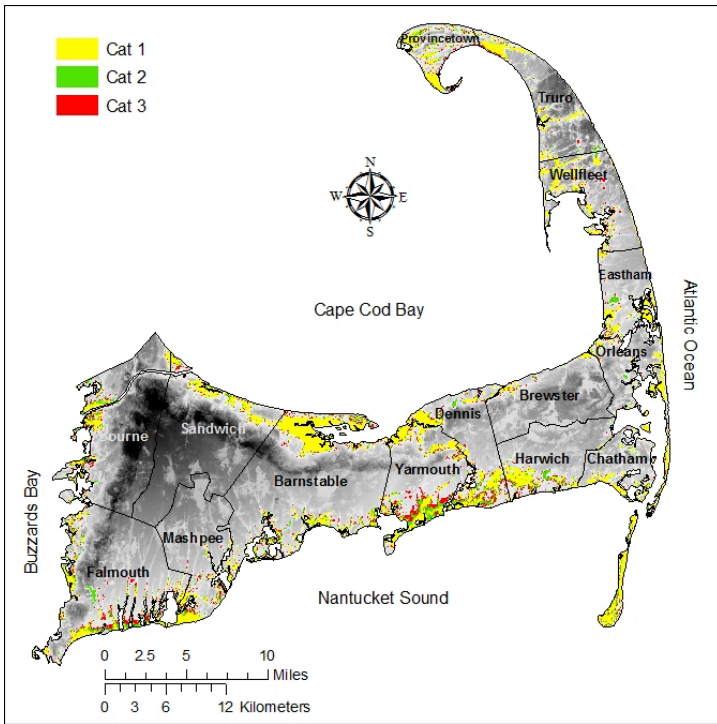 Cat 1
Cat 2
Cat 3
Provincetown
Truro
N
W E
S
Wellfleet
Eastham
Cape Cod Bay
Atlantic Ocean
Orleans
Brewster
Dennis
Sandwich
Bourne
Harwich
Chatham
Yarmouth
Barnstable
Mashpee
Buzzards Bay
Falmouth
Nantucket Sound
0 2.5 5 10
Miles
0 3 6 12 Kilometers